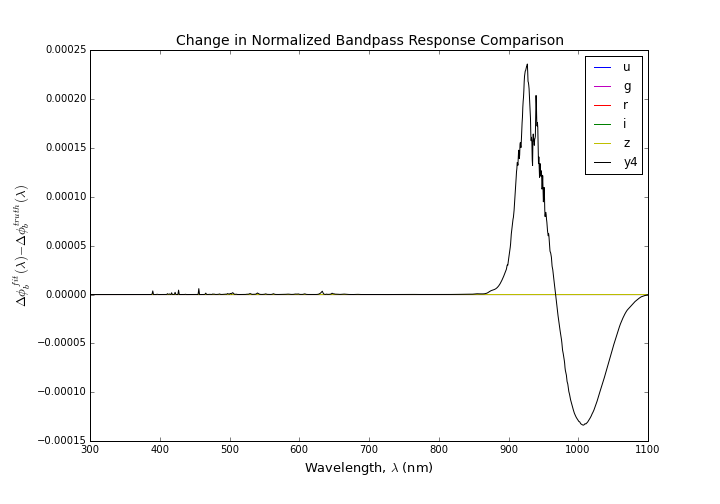 Change in Normalized Bandpass Response Comparison
0.00025
0.00020
0.00015
0.00010
0.00005
0.00000
−0.00005
−0.00010
−0.00015
Δϕ_b^{fit}(λ)−Δϕ_b^{truth}(λ)
u
g
r
i
z
y4
300 400 500 600 700 800 900 1000 1100
Wavelength, λ (nm)